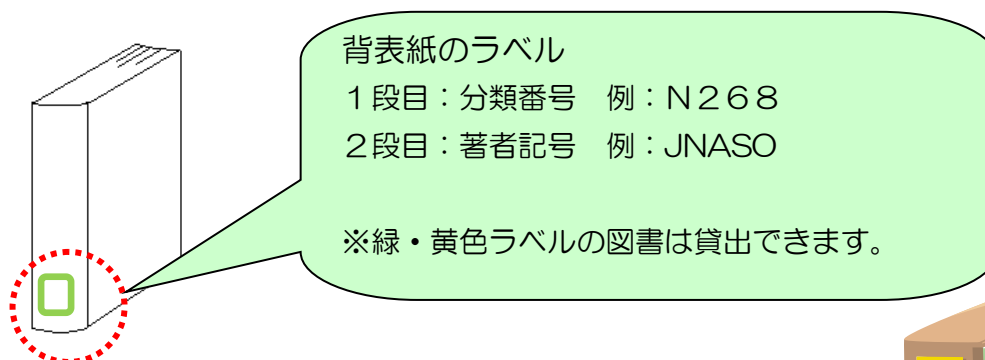 背表紙のラベル
１段目：分類番号　例：Ｎ２６８
２段目：著者記号　例：JNASO
※緑・黄色ラベルの図書は貸出できます。